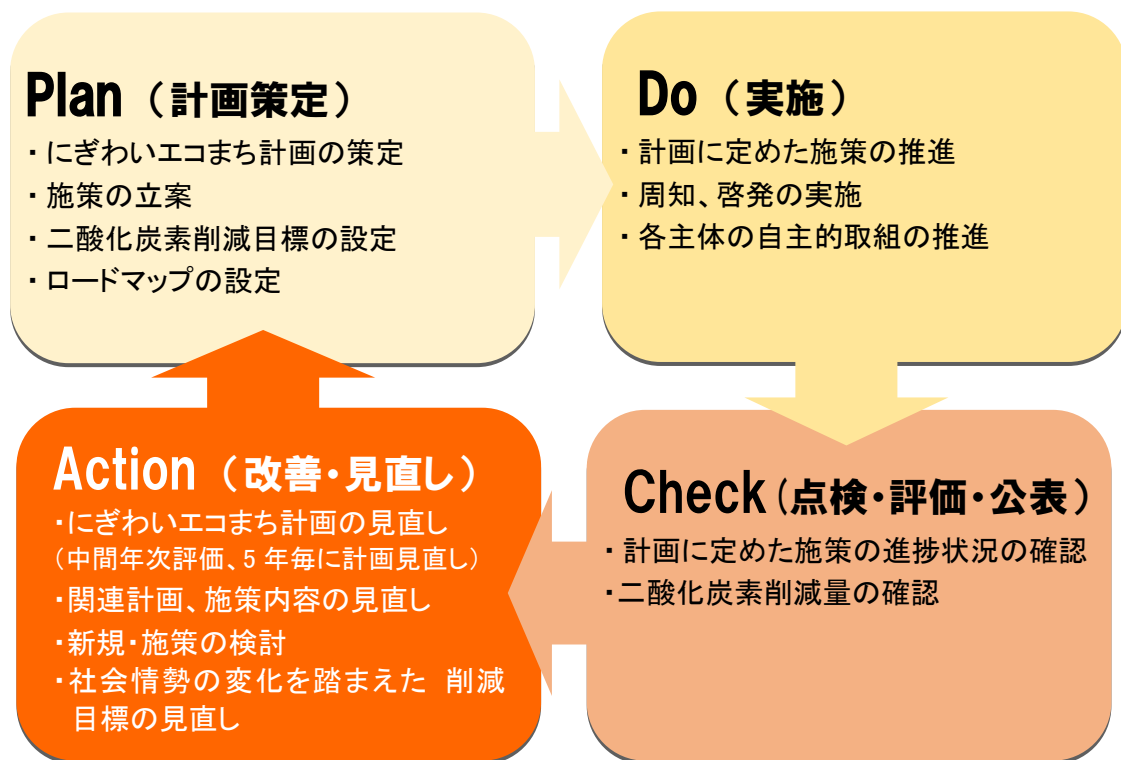 Plan（計画策定）
・にぎわいエコまち計画の策定
・施策の立案
・二酸化炭素削減目標の設定
・ロードマップの設定
Do（実施）
・計画に定めた施策の推進
・周知、啓発の実施
・各主体の自主的取組の推進
Check（点検・評価・公表）
・計画に定めた施策の進捗状況の確認
・二酸化炭素削減量の確認
Action（改善・見直し）
・にぎわいエコまち計画の見直し
（中間年次評価、5 年毎に計画見直し）
・関連計画、施策内容の見直し
・新規・施策の検討
・社会情勢の変化を踏まえた 削減
目標の見直し